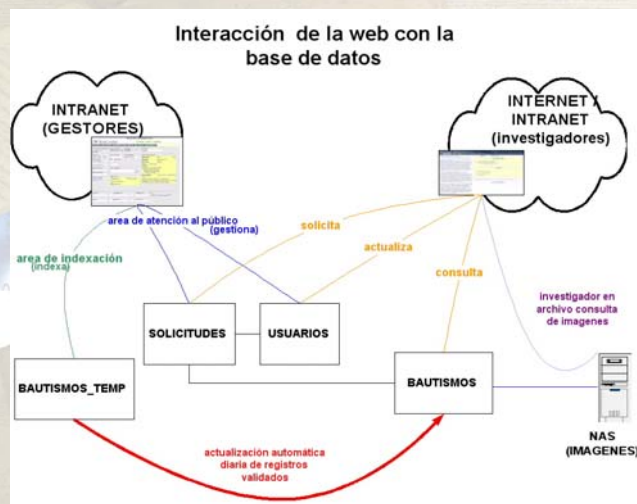 Interacción de la web con la
base de datos
INTRANET
(GESTORES)
INTERNET /
INTRANET
(investigadores)
area de atención al público
(gestiona)
solicita
area de indexación
(indexa)
actualiza
consulta
investigador en
archivo consulta
de imagenes
SOLICITUDES
USUARIOS
BAUTISMOS_TEMP
BAUTISMOS
NAS
(IMAGENES)
actualización automática
diaria de registros
validados